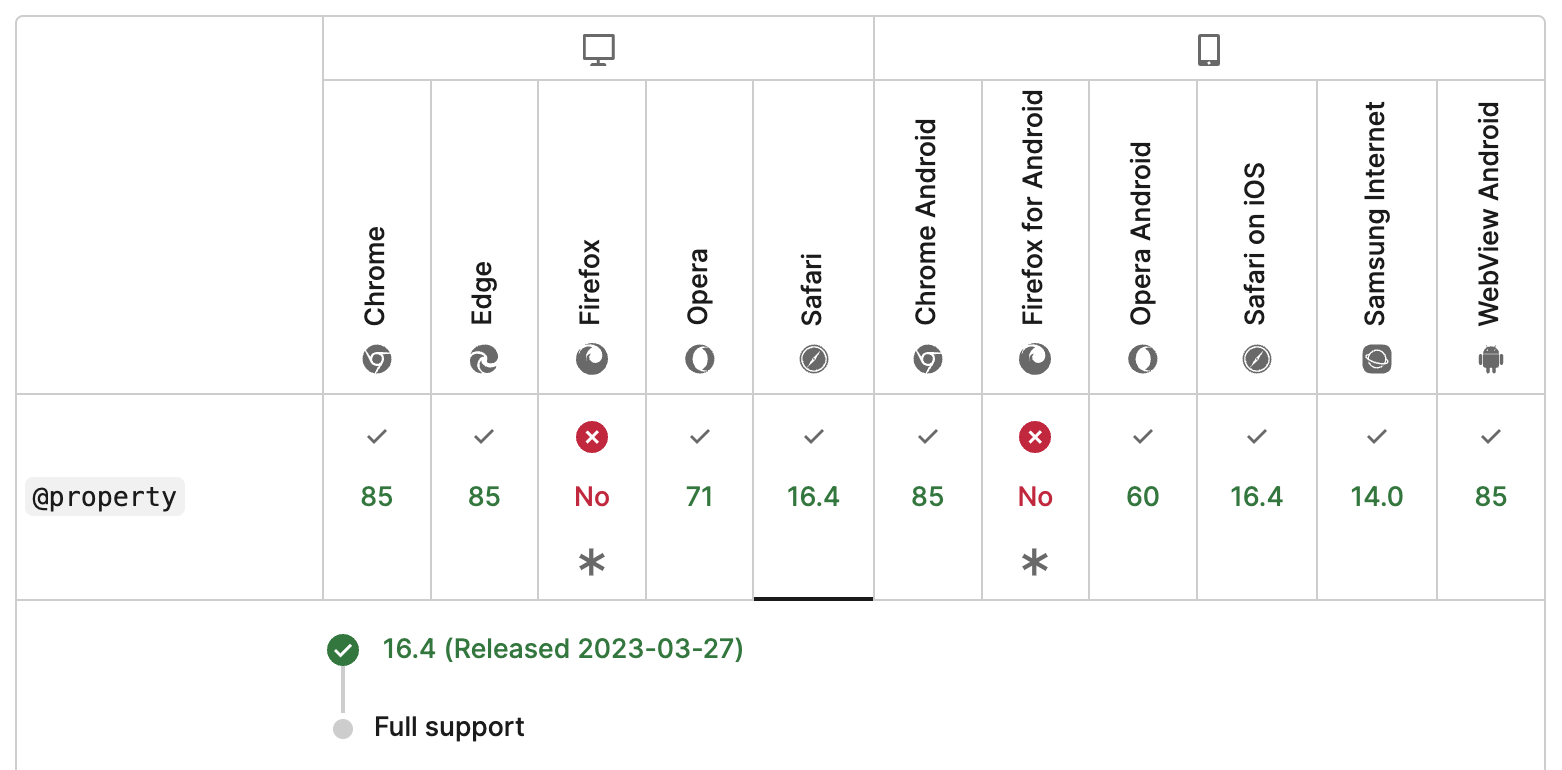 Chrome
Edge
Firefox
Opera
Safari
Chrome Android
Firefox for Android
Opera Android
Safari on iOS
Samsung Internet
WebView Android
@property
85
85
No
71
16.4
85
No
60
16.4
14.0
85
*
*
16.4 (Released 2023-03-27)
Full support